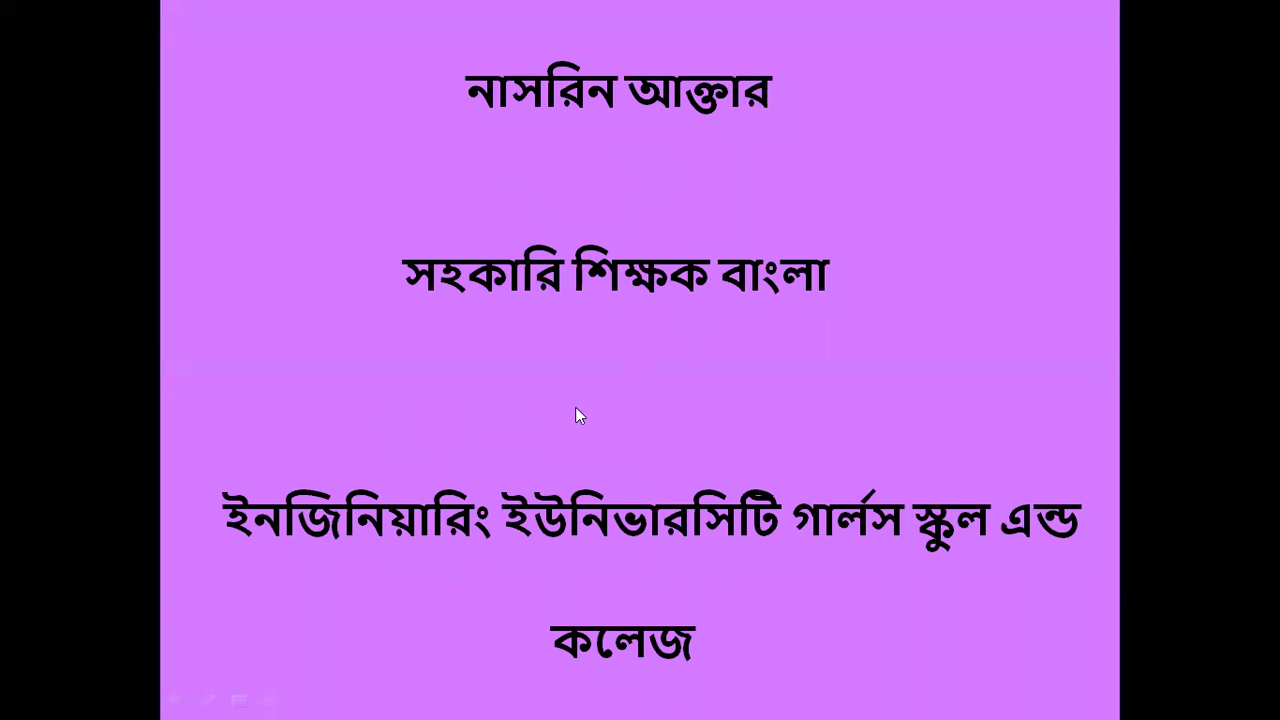 নাসরিন আক্তার
সহকারি শিক্ষক বাংলা
ইনজিনিয়ারিং ইউনিভারসিটি গার্লস স্কুল এন্ড
কলেজ